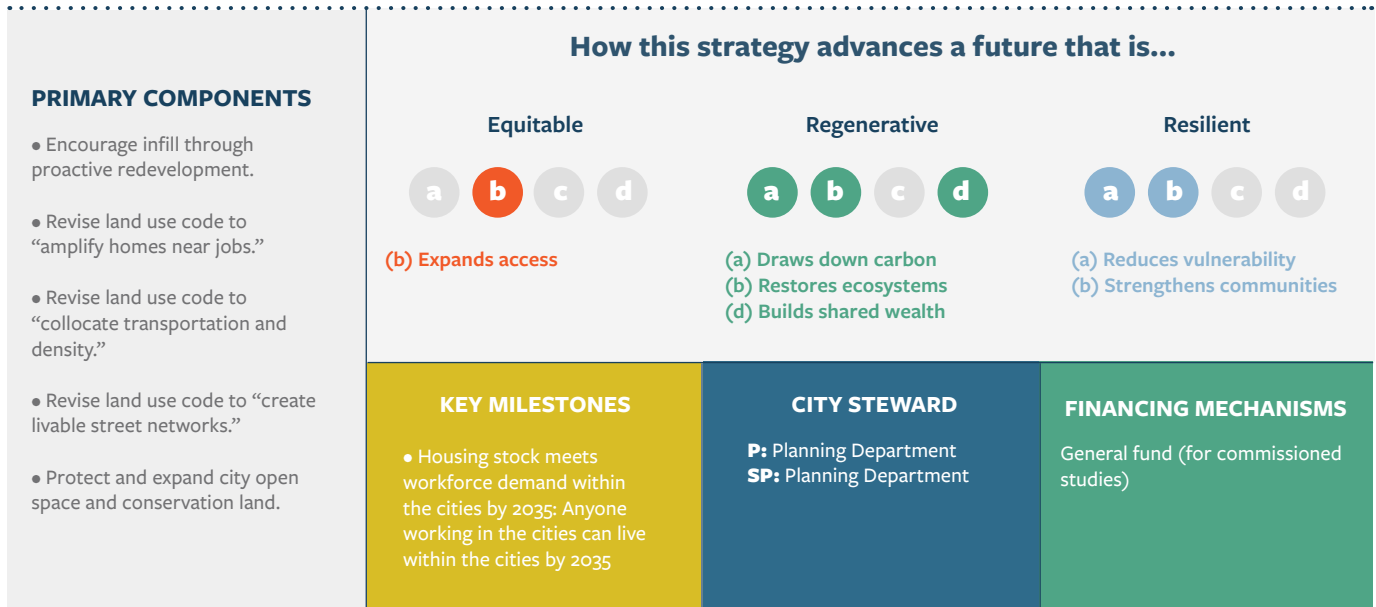 PRIMARY COMPONENTS
• Encourage infill through
proactive redevelopment.
• Revise land use code to
“amplify homes near jobs.”
• Revise land use code to
“collocate transportation and
density.”
• Revise land use code to “create
livable street networks.”
• Protect and expand city open
space and conservation land.
How this strategy advances a future that is...
Equitable
a b c d
(b) Expands access
Regenerative
a b c d
(a) Draws down carbon
(b) Restores ecosystems
(d) Builds shared wealth
Resilient
a b c d
(a) Reduces vulnerability
(b) Strengthens communities
KEY MILESTONES
• Housing stock meets
workforce demand within
the cities by 2035: Anyone
working in the cities can live
within the cities by 2035
CITY STEWARD
P: Planning Department
SP: Planning Department
FINANCING MECHANISMS
General fund (for commissioned
studies)